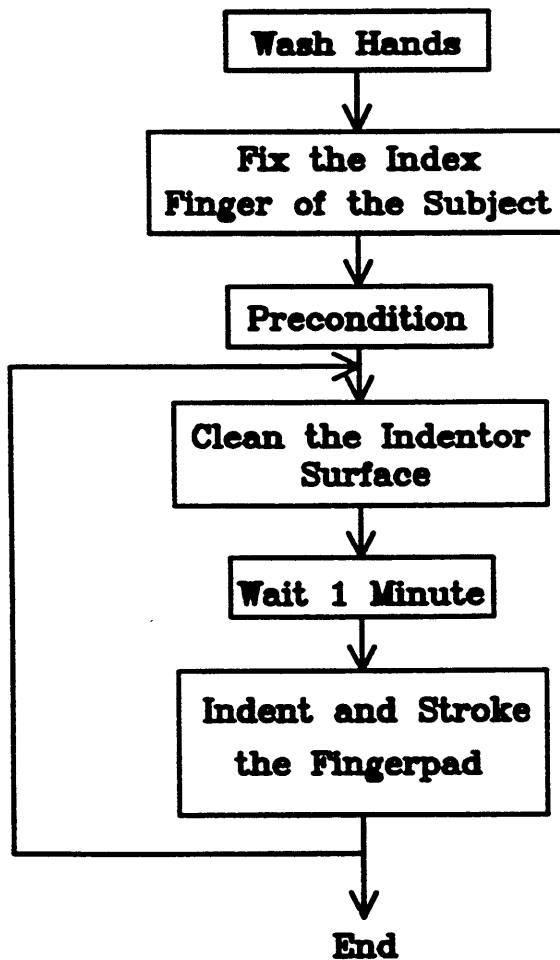 Wash Hands
Fix the Index
Finger of the Subject
Precondition
Clean the Indentor
Surface
Wait 1 Minute
Indent and Stroke
the Fingerpad
End